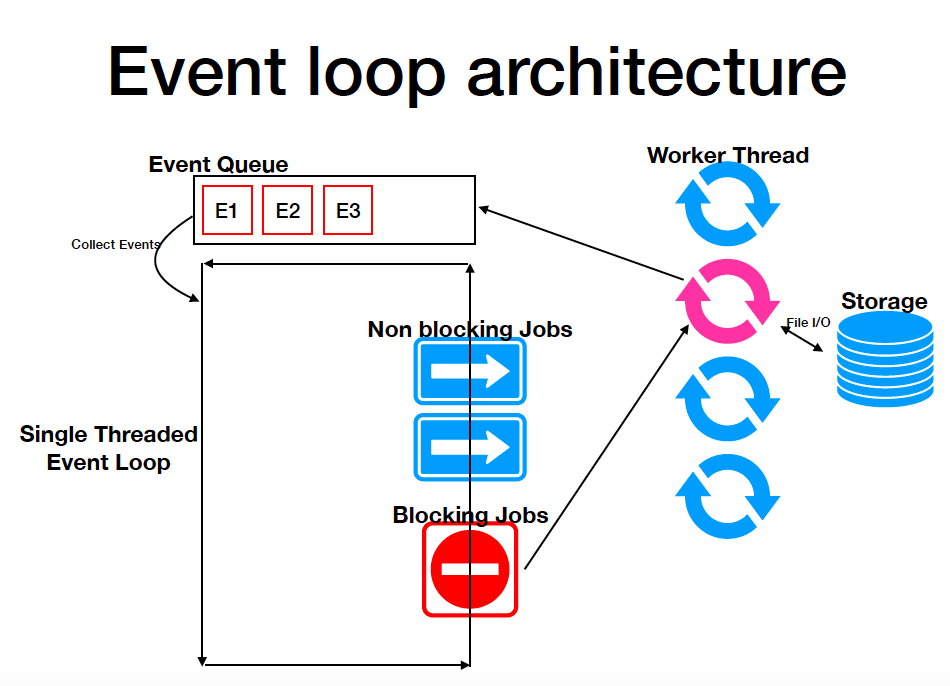 Event loop architecture
Event Queue
E1 E2 E3
Collect Events
Worker Thread
Storage
File I/O
Non blocking Jobs
Single Threaded
Event Loop
Blocking Jobs